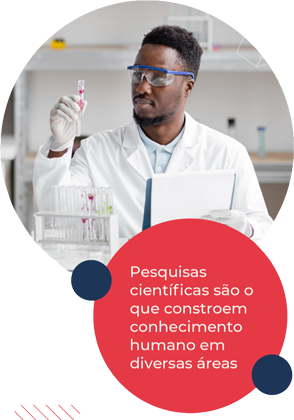 Pesquisas
científicas são o
que constroem
conhecimento
humano em
diversas áreas